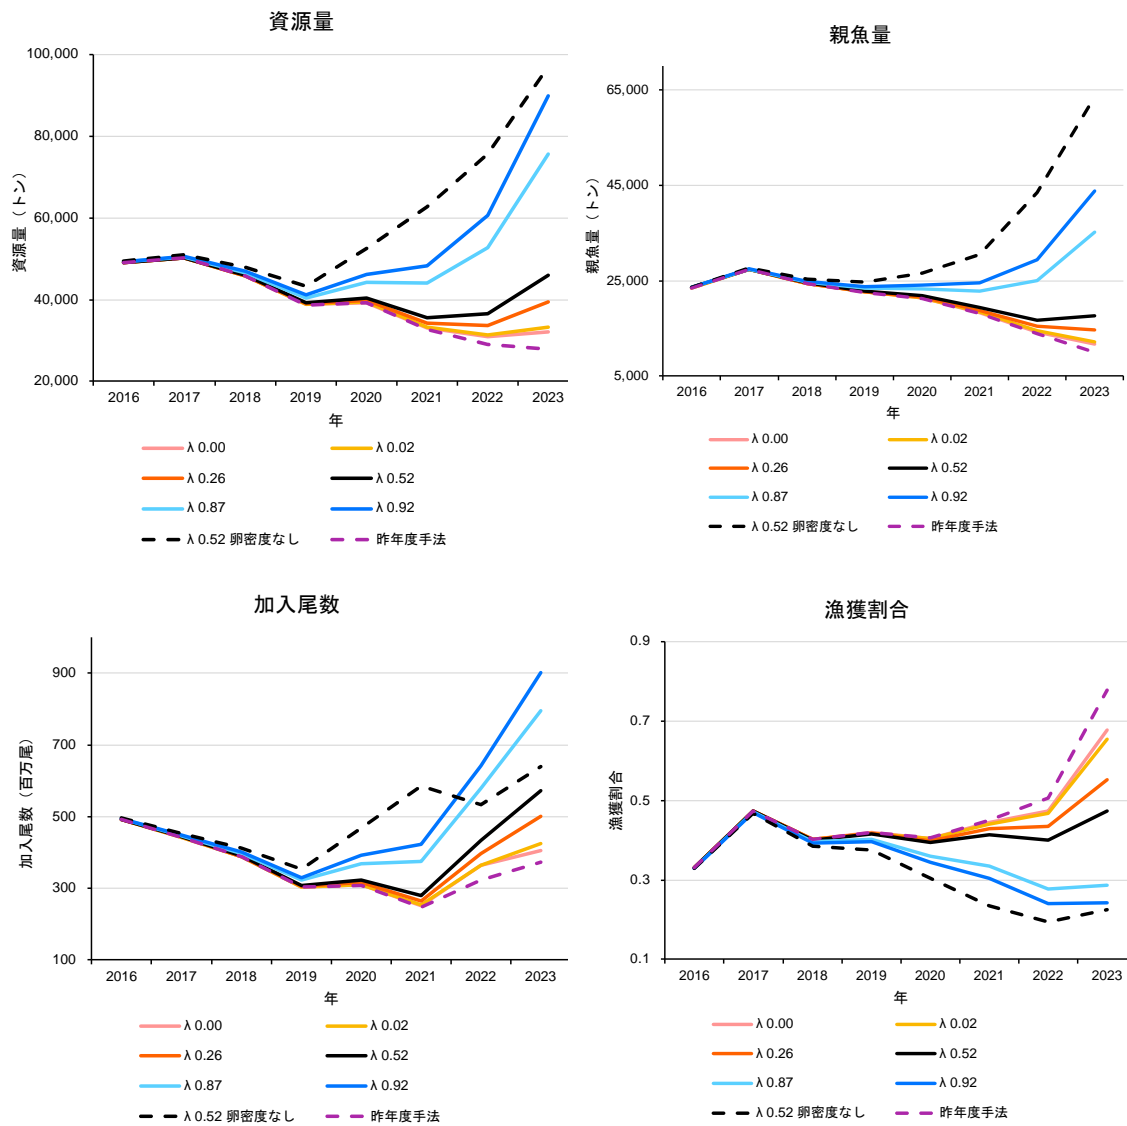 資源量
100,000
80,000
60,000
40,000
20,000
資源量（トン）
2016 2017 2018 2019 2020 2021 2022 2023
年
λ 0.00 λ 0.02
λ 0.26 λ 0.52
λ 0.87 λ 0.92
λ 0.52 卵密度なし 昨年度手法
親魚量
65,000
45,000
25,000
5,000
親魚量（トン）
2016 2017 2018 2019 2020 2021 2022 2023
年
λ 0.00 λ 0.02
λ 0.26 λ 0.52
λ 0.87 λ 0.92
λ 0.52 卵密度なし 昨年度手法
加入尾数
900
700
500
300
100
加入尾数（百万尾）
2016 2017 2018 2019 2020 2021 2022 2023
年
λ 0.00 λ 0.02
λ 0.26 λ 0.52
λ 0.87 λ 0.92
λ 0.52 卵密度なし 昨年度手法
漁獲割合
0.9
0.7
0.5
0.3
0.1
漁獲割合
2016 2017 2018 2019 2020 2021 2022 2023
年
λ 0.00 λ 0.02
λ 0.26 λ 0.52
λ 0.87 λ 0.92
λ 0.52 卵密度なし 昨年度手法